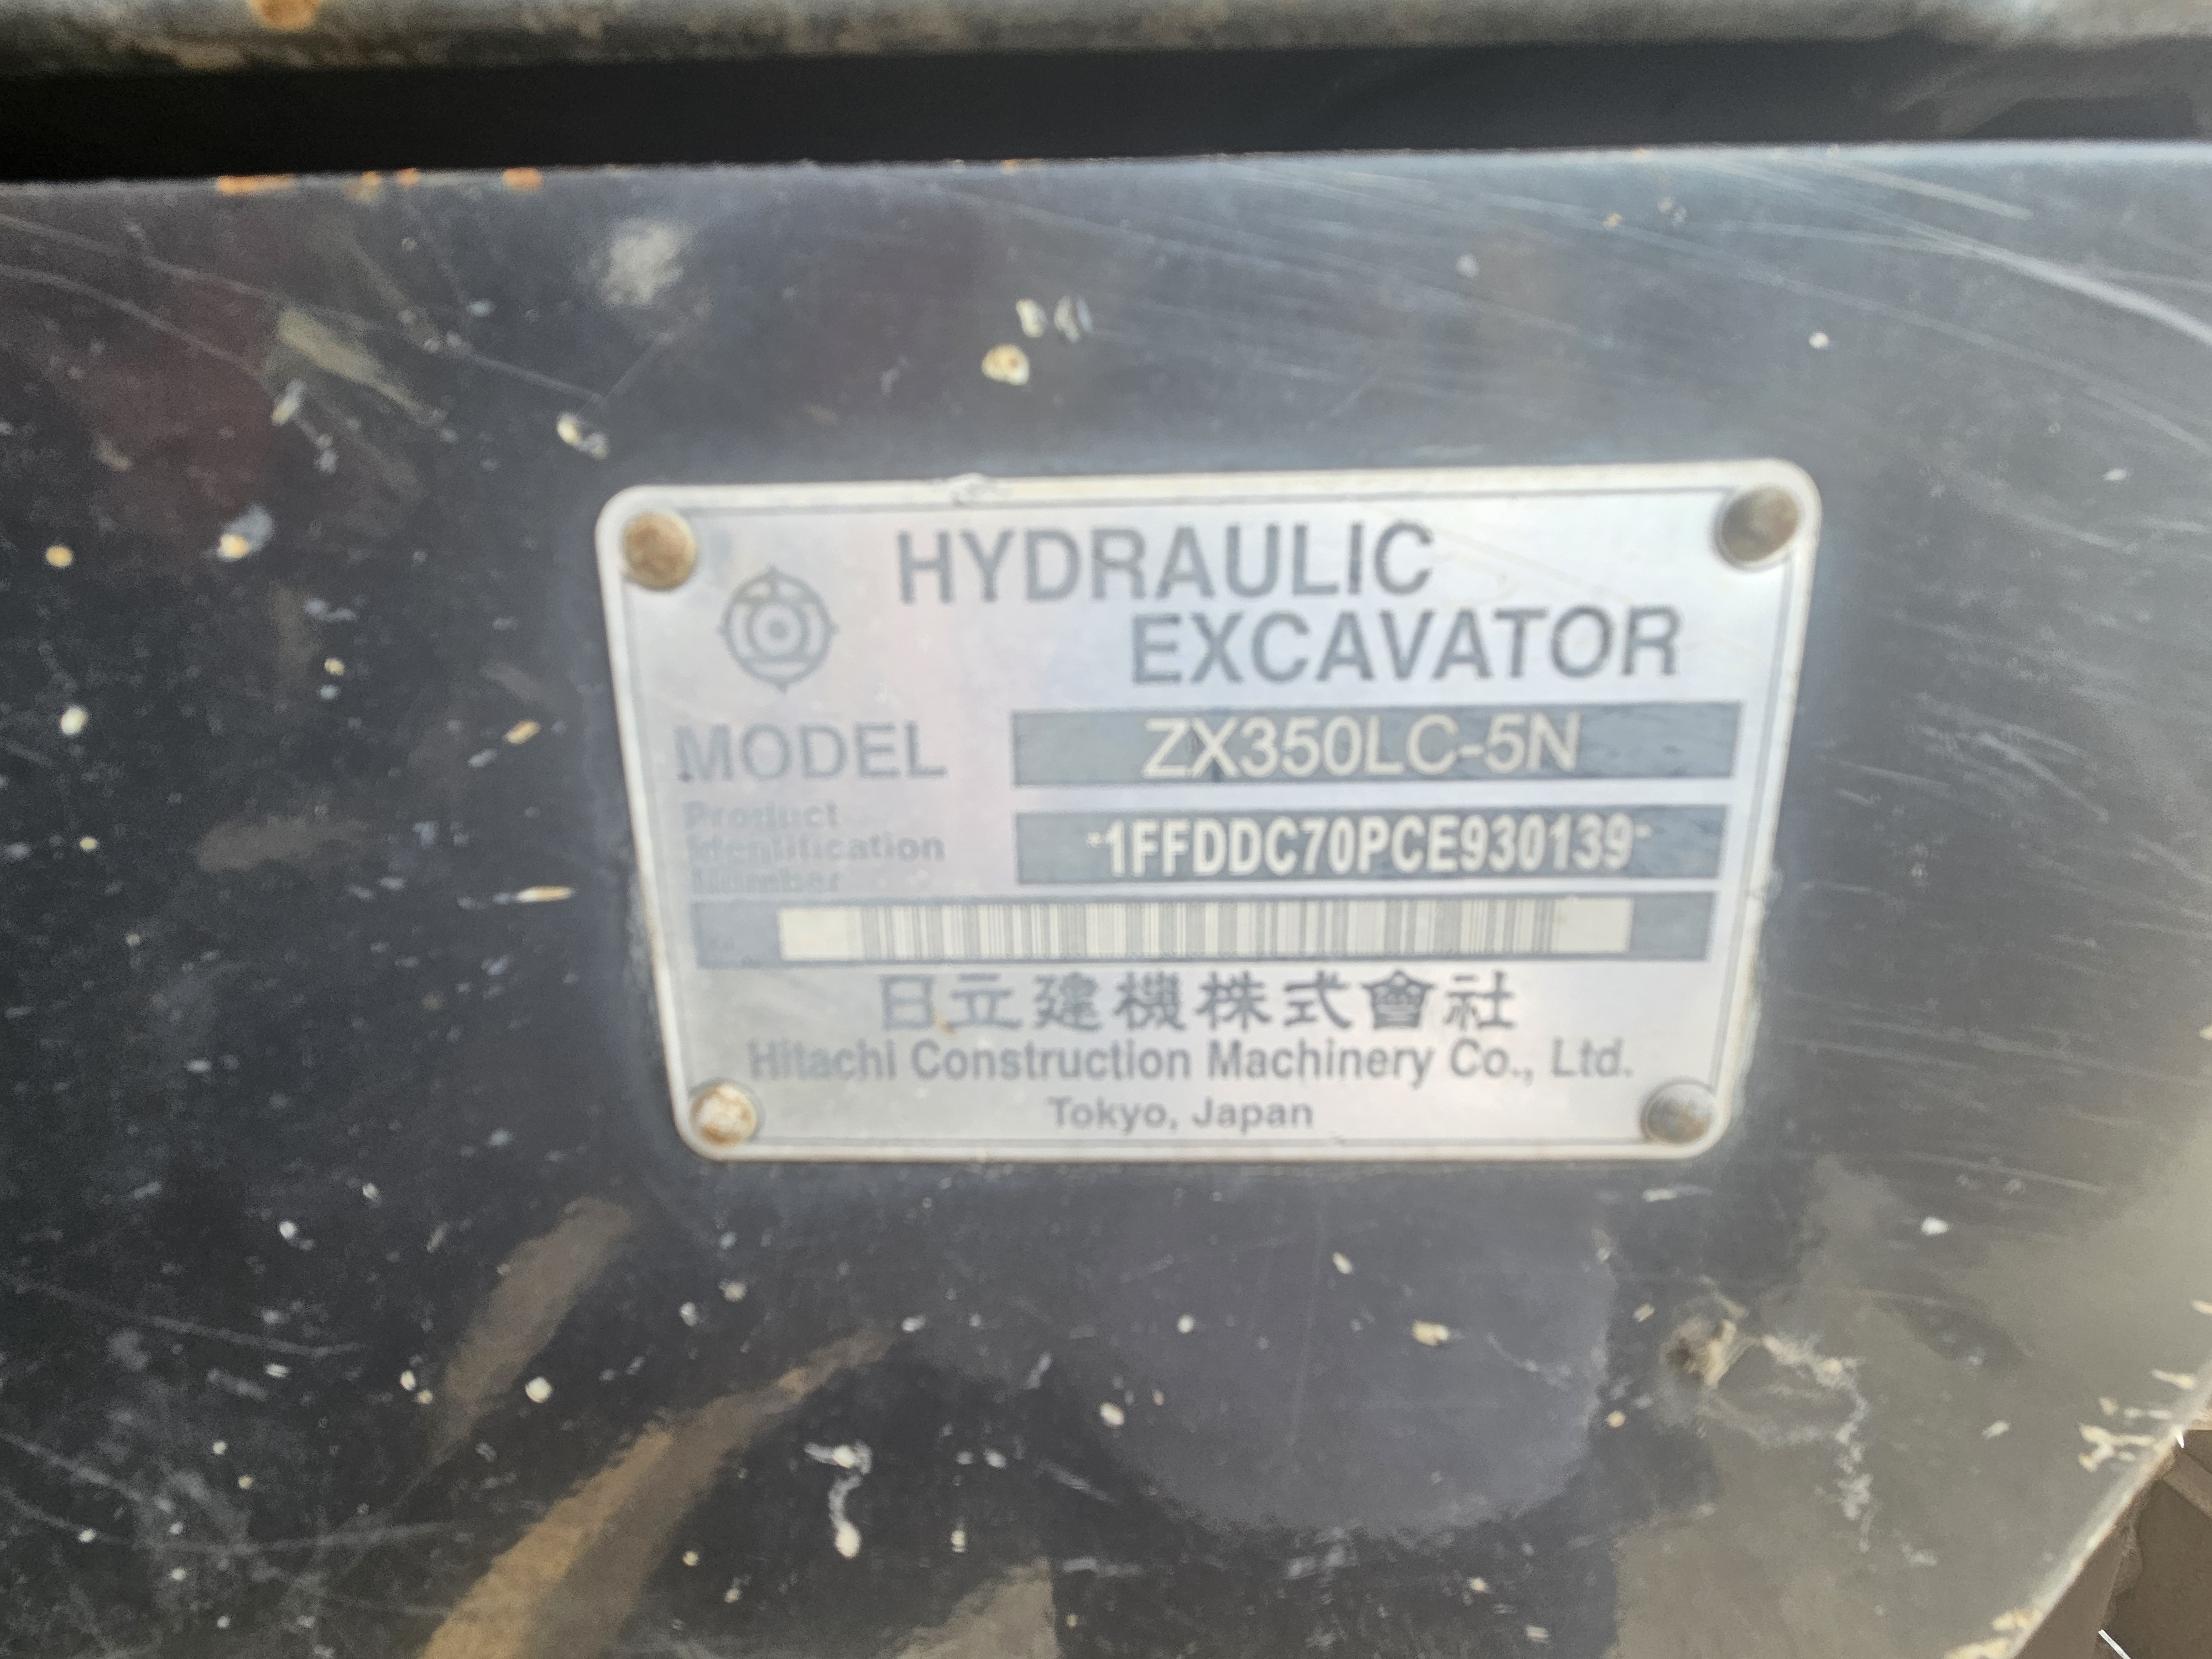 HYDRAULIC
EXCAVATOR
MODEL ZX350LC-5N
Product
Identification
Number
*1FFDDC70PCE930139*
日立建機株式會社
Hitachi Construction Machinery Co., Ltd.
Tokyo, Japan